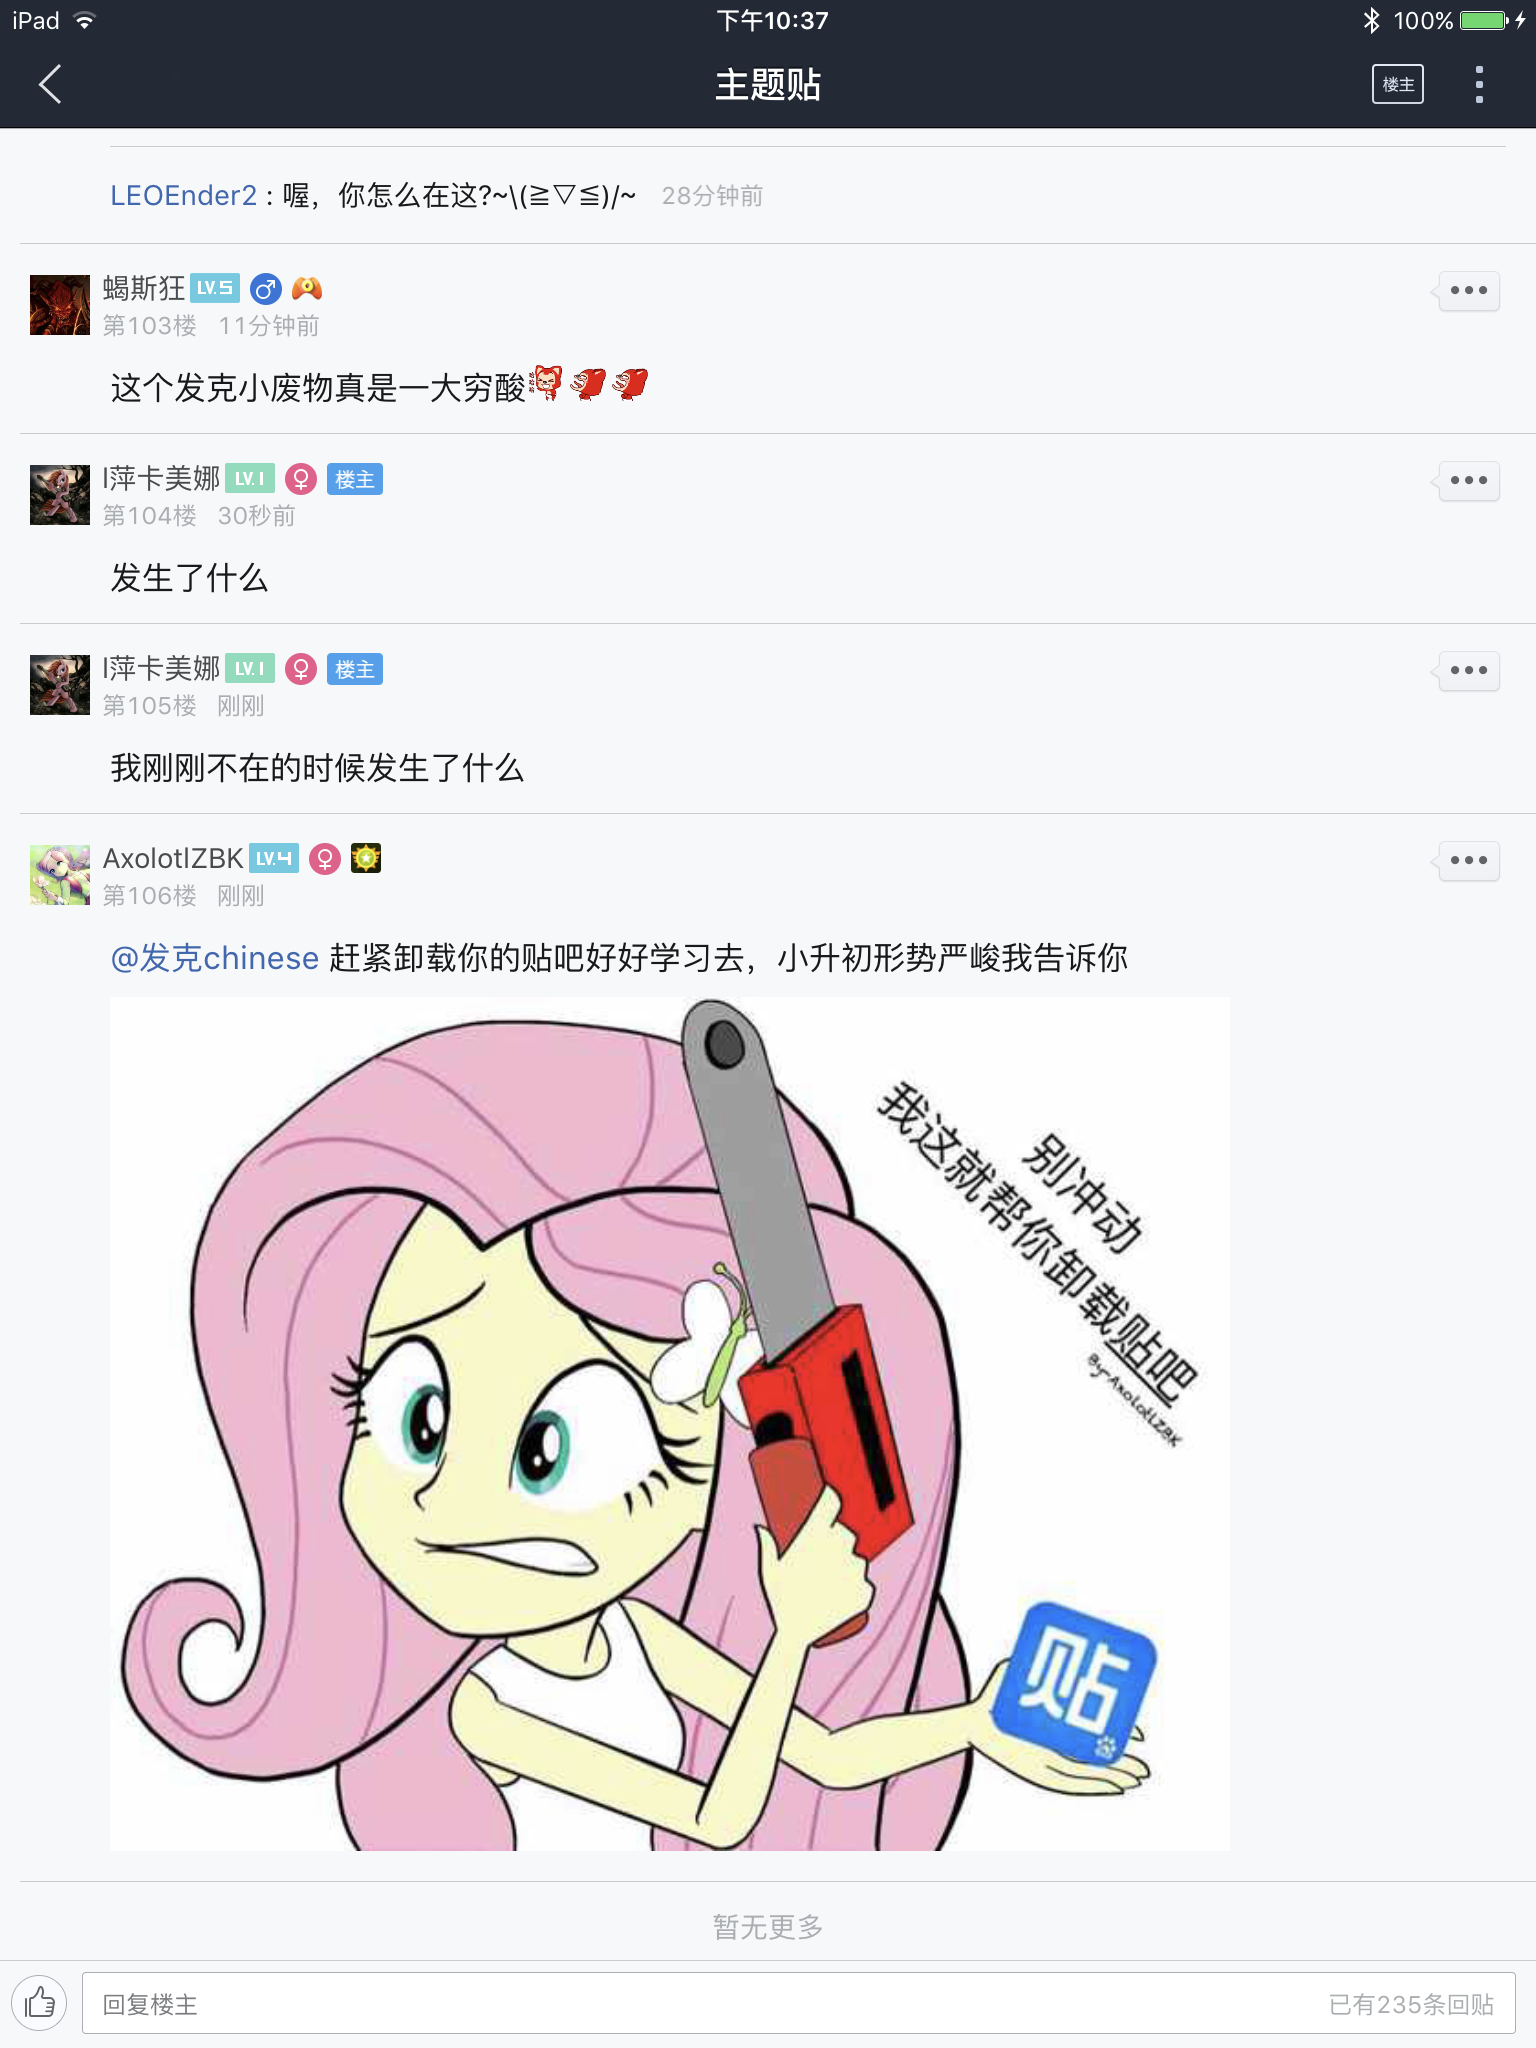 iPad 下午10:37 100%
主题贴 楼主
LEOEnder2 : 喔，你怎么在这?~\(≧▽≦)/~ 28分钟前
蝎斯狂 LV.5
第103楼 11分钟前
这个发克小废物真是一大穷酸
l萍卡美娜 LV.1 楼主
第104楼 30秒前
发生了什么
l萍卡美娜 LV.1 楼主
第105楼 刚刚
我刚刚不在的时候发生了什么
AxolotlZBK LV.4
第106楼 刚刚
@发克chinese 赶紧卸载你的贴吧好好学习去，小升初形势严峻我告诉你
别冲动
我这就帮你卸载贴吧
By-AxolotlZBK
贴
暂无更多
回复楼主 已有235条回贴